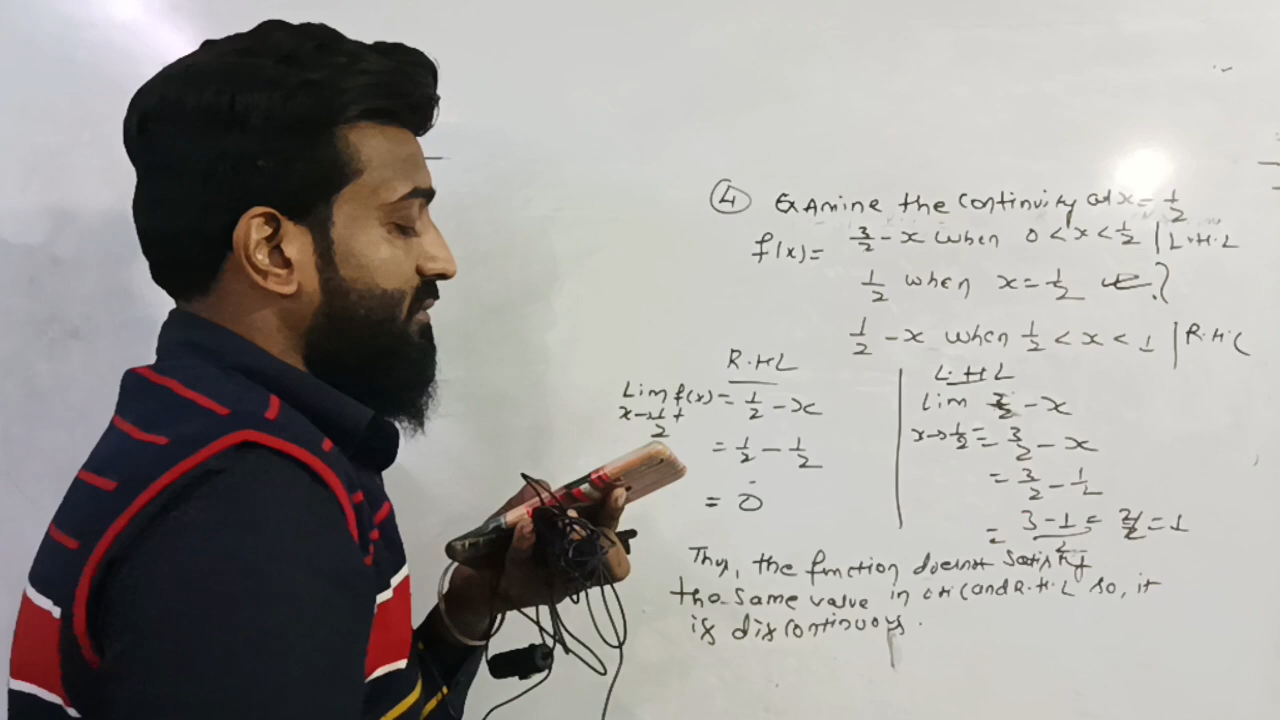 ④ Examine the continuity at x = 1/2
f(x) = 3/2 - x when 0 < x < 1/2 | L.H.L
1/2 when x = 1/2 ?
1/2 - x when 1/2 < x < 1 | R.H.L
R.H.L
Lim f(x) = 1/2 - x
x→1/2+
= 1/2 - 1/2
= 0
L.H.L
Lim 3/2 - x
x→1/2 = 3/2 - x
= 3/2 - 1/2
= 3-1/2 = 2/2 = 1
Thus, the function doesnot satisfy
the same value in LHL and R.H.L so, it
is discontinuous.